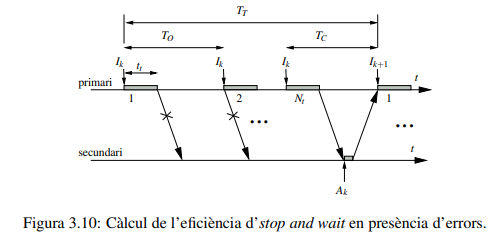 T_T
T_O T_C
I_k t_t I_k I_k I_{k+1} t
primari
1 2 N_t 1
... ...
secundari t
A_k
Figura 3.10: Càlcul de l'eficiència d'stop and wait en presència d'errors.